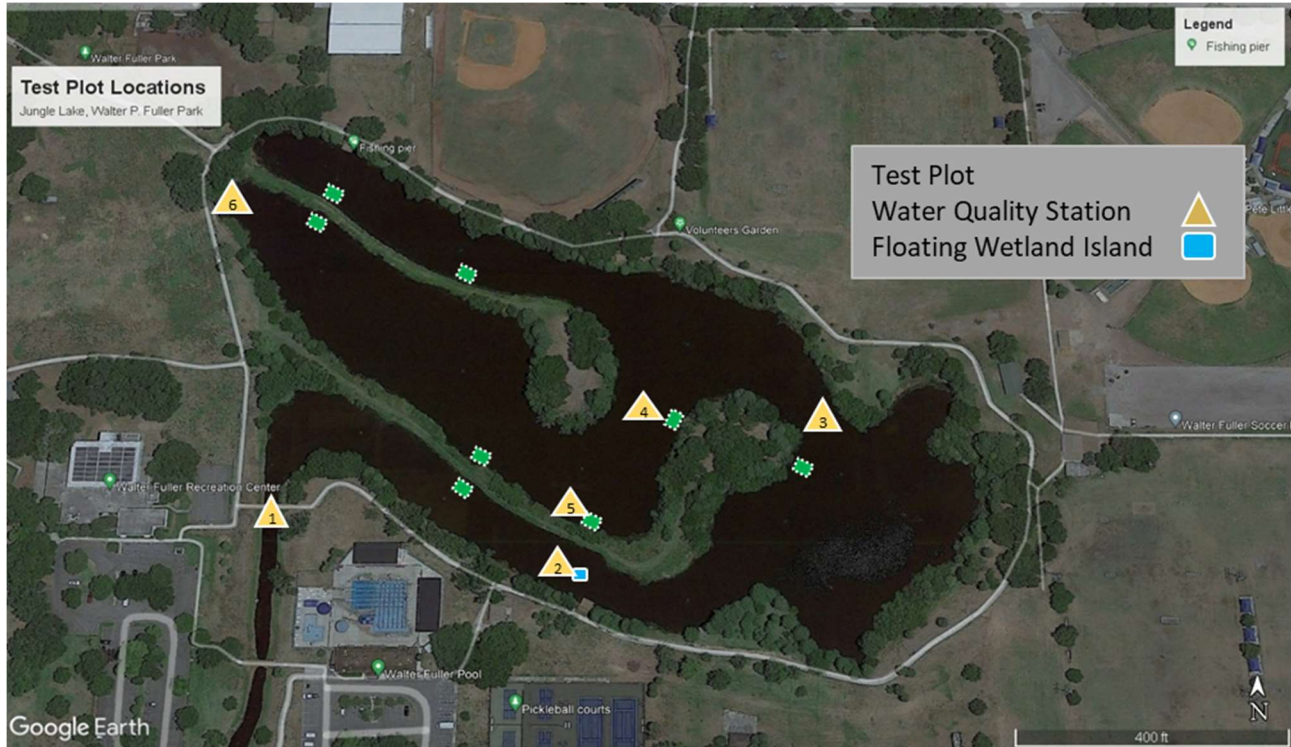 Legend
Fishing pier
Walter Fuller Park
Test Plot Locations
Jungle Lake, Walter P. Fuller Park
Fishing pier
Test Plot
Water Quality Station
Floating Wetland Island
6
Volunteers Garden
4
3
Walter Fuller Soccer
Walter Fuller Recreation Center
1
5
2
Walter Fuller Pool
Pickleball courts
Google Earth
N
400 ft